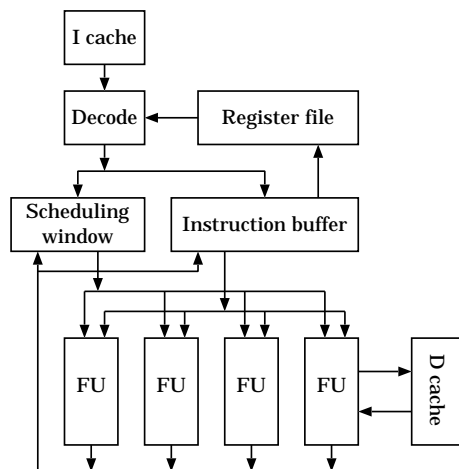 I cache
Decode
Register file
Scheduling
window
Instruction buffer
FU
FU
FU
FU
D cache